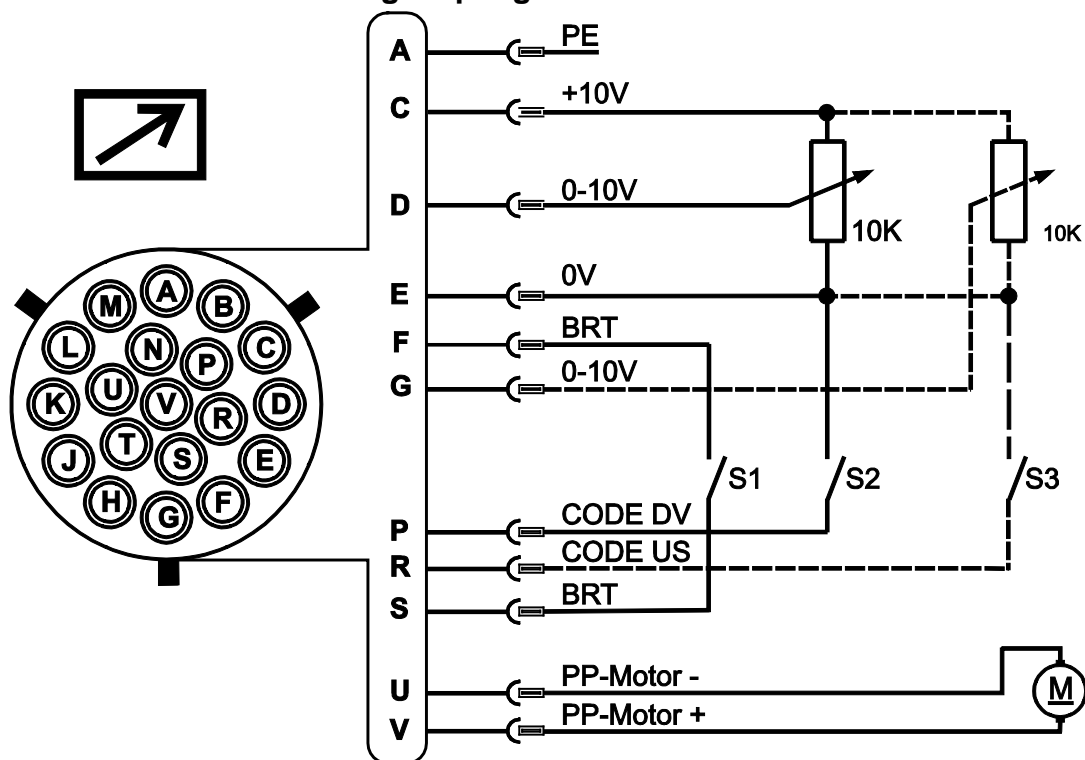 A PE
C +10V
D 0-10V
10K
10K
E 0V
F BRT
G 0-10V
S1 S2 S3
P CODE DV
R CODE US
S BRT
U PP-Motor -
V PP-Motor +
M
A
M B
L N P C
K U V R D
J T S E
H G F